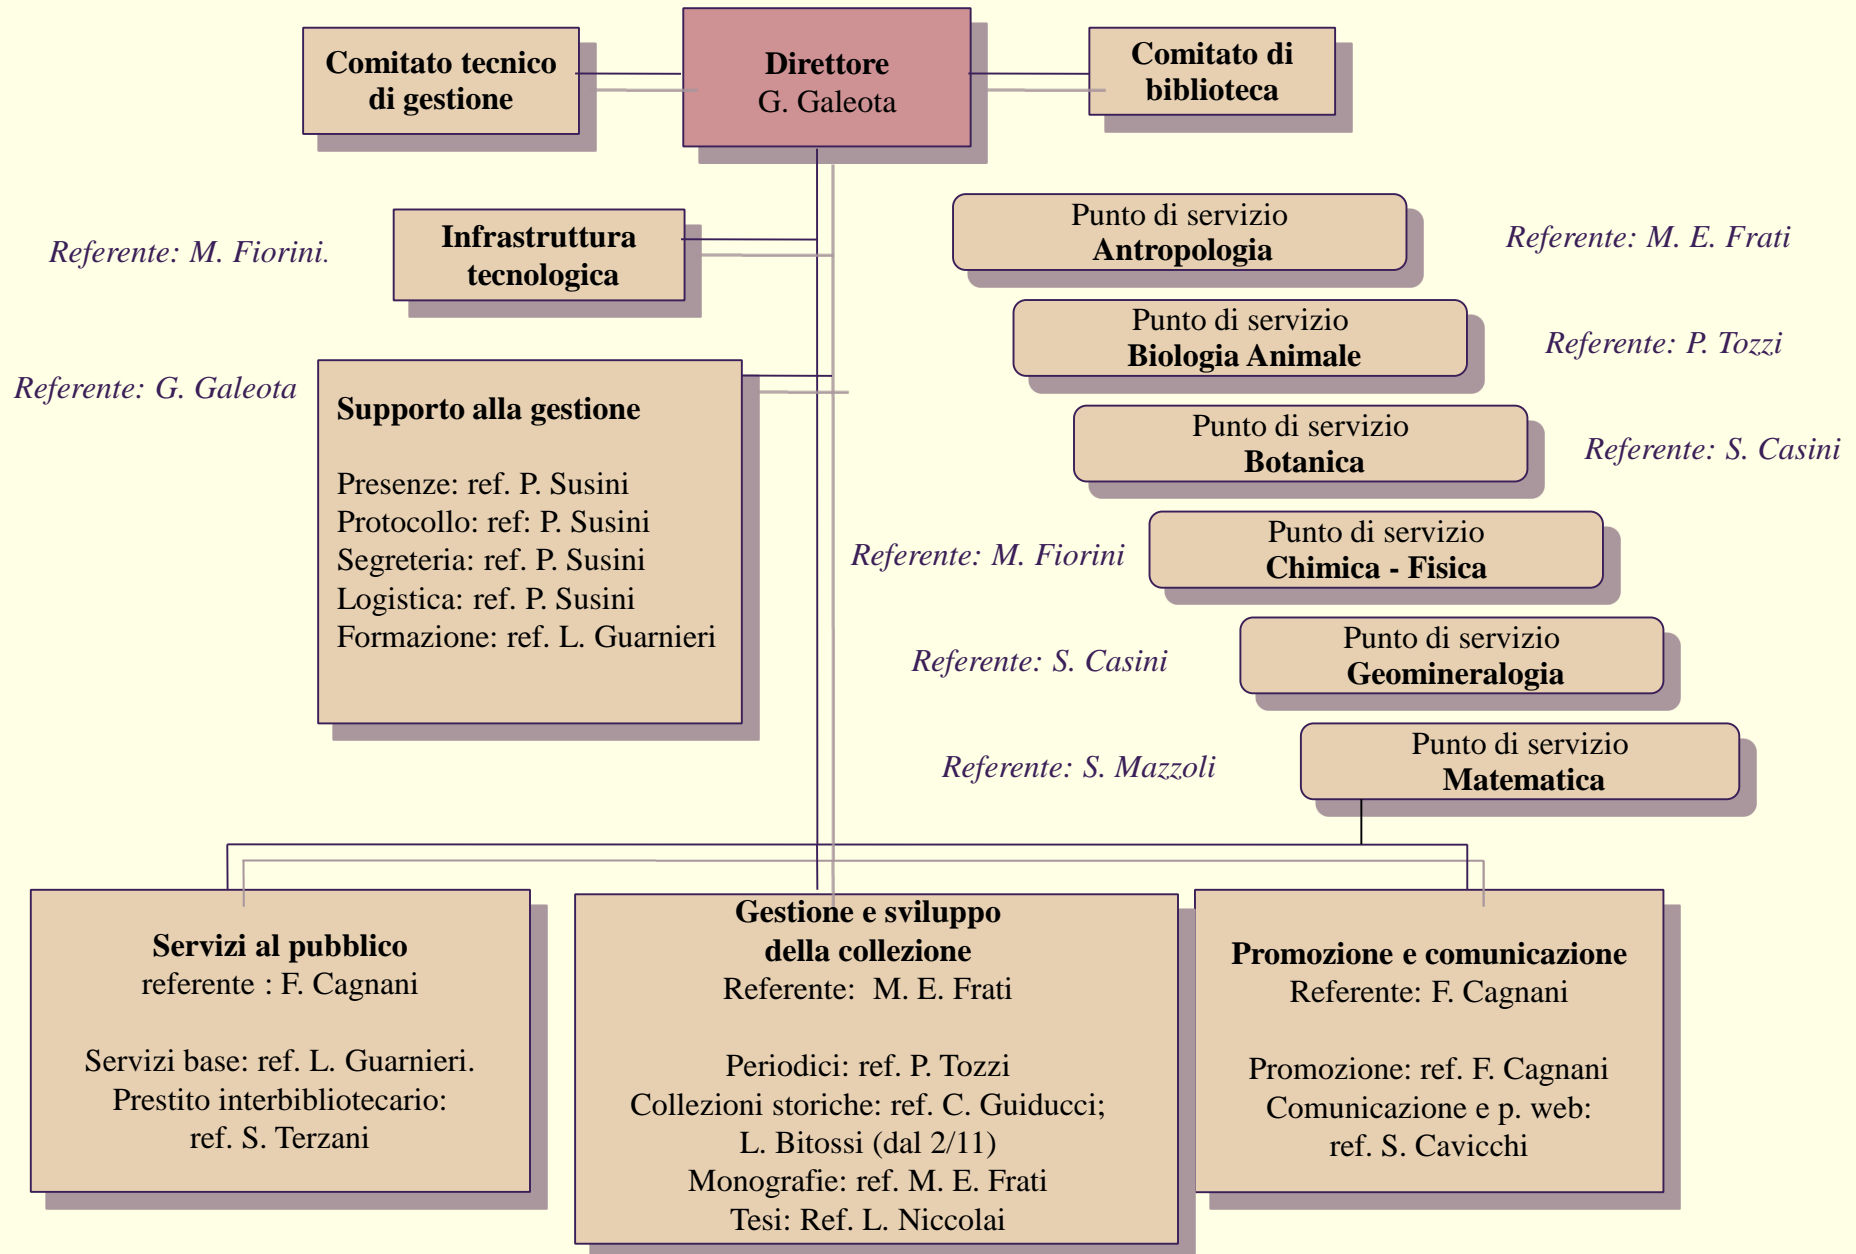 Comitato tecnico
di gestione
Direttore
G. Galeota
Comitato di
biblioteca
Referente: M. Fiorini.
Infrastruttura
tecnologica
Punto di servizio
Antropologia
Referente: M. E. Frati
Punto di servizio
Biologia Animale
Referente: P. Tozzi
Referente: G. Galeota
Supporto alla gestione
Presenze: ref. P. Susini
Protocollo: ref: P. Susini
Segreteria: ref. P. Susini
Logistica: ref. P. Susini
Formazione: ref. L. Guarnieri
Punto di servizio
Botanica
Referente: S. Casini
Referente: M. Fiorini
Punto di servizio
Chimica - Fisica
Referente: S. Casini
Punto di servizio
Geomineralogia
Referente: S. Mazzoli
Punto di servizio
Matematica
Servizi al pubblico
referente : F. Cagnani
Servizi base: ref. L. Guarnieri.
Prestito interbibliotecario:
ref. S. Terzani
Gestione e sviluppo
della collezione
Referente: M. E. Frati
Periodici: ref. P. Tozzi
Collezioni storiche: ref. C. Guiducci;
L. Bitossi (dal 2/11)
Monografie: ref. M. E. Frati
Tesi: Ref. L. Niccolai
Promozione e comunicazione
Referente: F. Cagnani
Promozione: ref. F. Cagnani
Comunicazione e p. web:
ref. S. Cavicchi